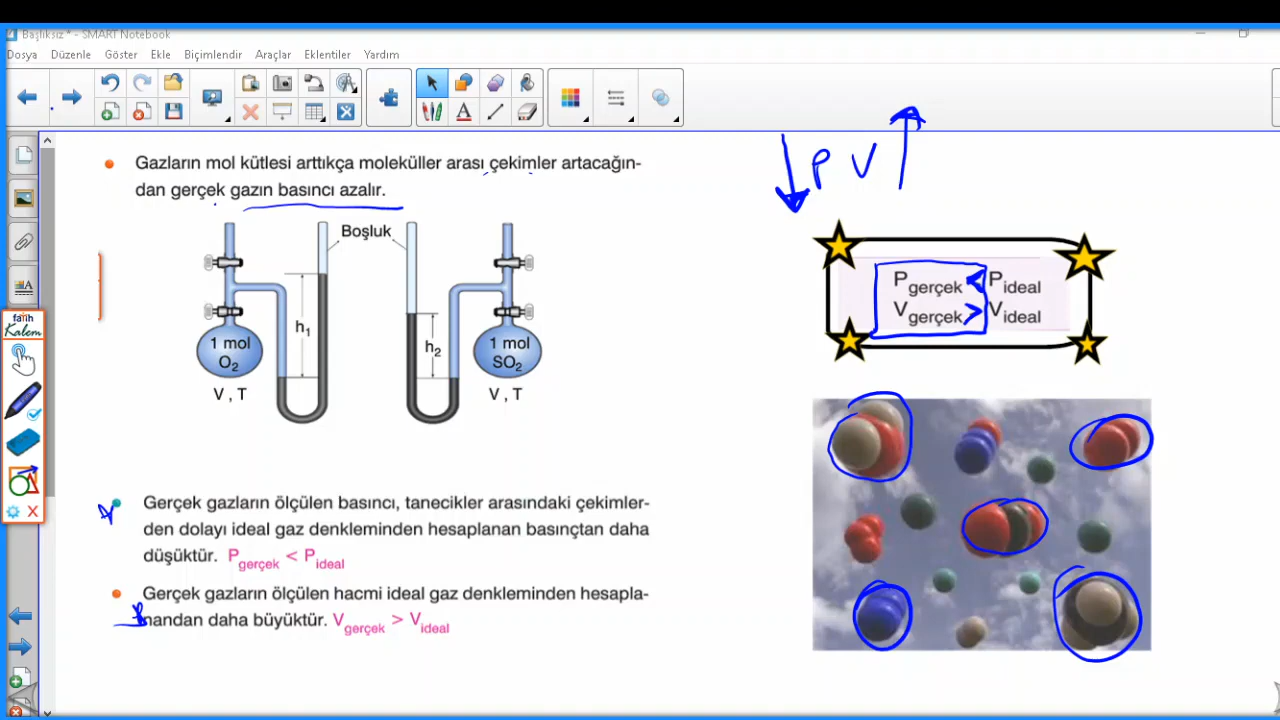 Başlıksız * - SMART Notebook
Dosya Düzenle Göster Ekle Biçimlendir Araçlar Eklentiler Yardım
P V
Gazların mol kütlesi arttıkça moleküller arası çekimler artacağın-
dan gerçek gazın basıncı azalır.
Boşluk
h1
h2
1 mol
O2
V , T
1 mol
SO2
V , T
Pgerçek < Pideal
Vgerçek > Videal
fatih
Kalem
Gerçek gazların ölçülen basıncı, tanecikler arasındaki çekimler-
den dolayı ideal gaz denkleminden hesaplanan basınçtan daha
düşüktür. Pgerçek < Pideal
Gerçek gazların ölçülen hacmi ideal gaz denkleminden hesapla-
nandan daha büyüktür. Vgerçek > Videal